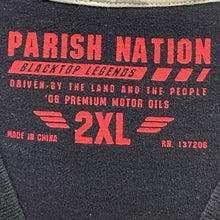 PARISH NATION
BLACKTOP LEGENDS
DRIVEN BY THE LAND AND THE PEOPLE
'06 PREMIUM MOTOR OILS
MADE IN CHINA 2XL RN. 137206